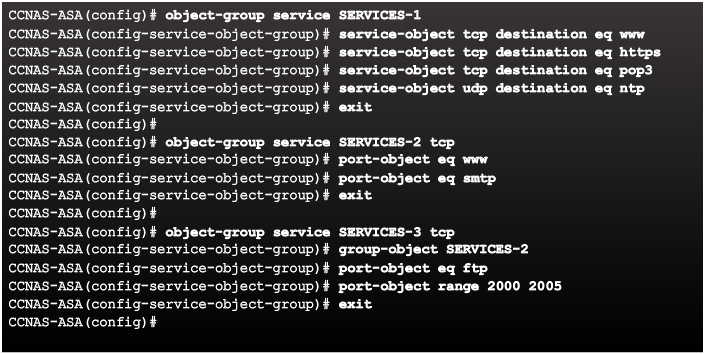 CCNAS-ASA(config)# object-group service SERVICES-1
CCNAS-ASA(config-service-object-group)# service-object tcp destination eq www
CCNAS-ASA(config-service-object-group)# service-object tcp destination eq https
CCNAS-ASA(config-service-object-group)# service-object tcp destination eq pop3
CCNAS-ASA(config-service-object-group)# service-object udp destination eq ntp
CCNAS-ASA(config-service-object-group)# exit
CCNAS-ASA(config)#
CCNAS-ASA(config)# object-group service SERVICES-2 tcp
CCNAS-ASA(config-service-object-group)# port-object eq www
CCNAS-ASA(config-service-object-group)# port-object eq smtp
CCNAS-ASA(config-service-object-group)# exit
CCNAS-ASA(config)#
CCNAS-ASA(config)# object-group service SERVICES-3 tcp
CCNAS-ASA(config-service-object-group)# group-object SERVICES-2
CCNAS-ASA(config-service-object-group)# port-object eq ftp
CCNAS-ASA(config-service-object-group)# port-object range 2000 2005
CCNAS-ASA(config-service-object-group)# exit
CCNAS-ASA(config)#